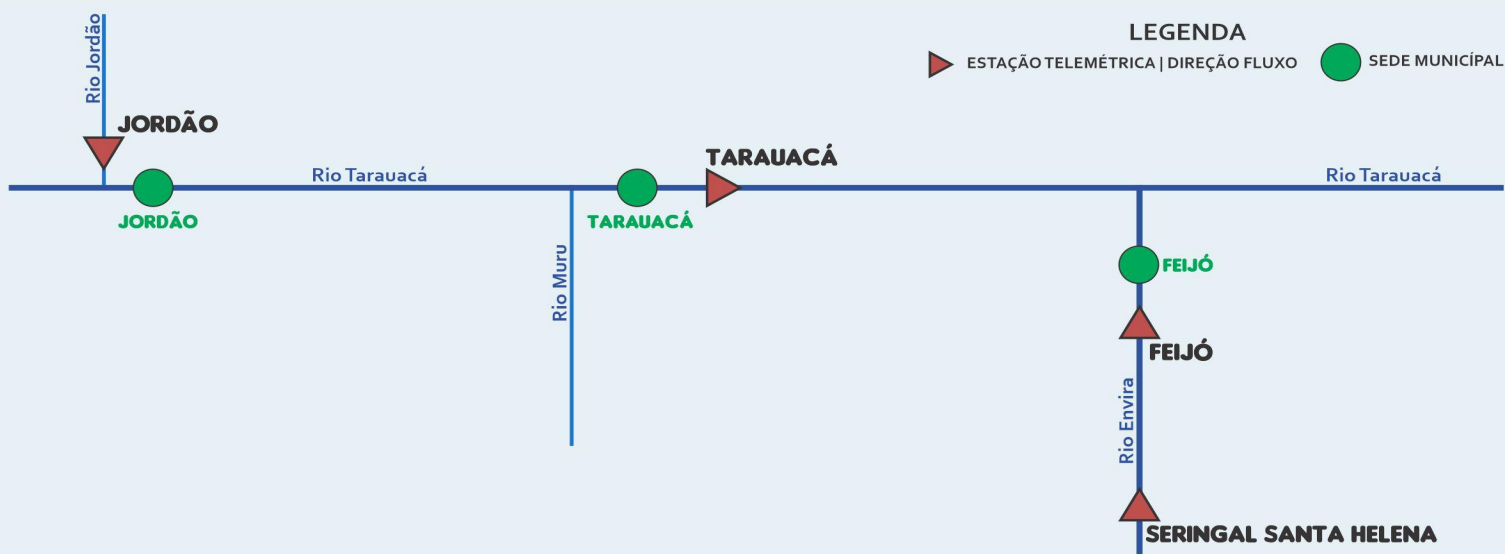 LEGENDA
ESTAÇÃO TELEMÉTRICA | DIREÇÃO FLUXO
SEDE MUNICÍPAL
Rio Jordão
JORDÃO
Rio Tarauacá
TARAUACÁ
Rio Tarauacá
JORDÃO
TARAUACÁ
Rio Muru
FEIJÓ
FEIJÓ
Rio Envira
SERINGAL SANTA HELENA